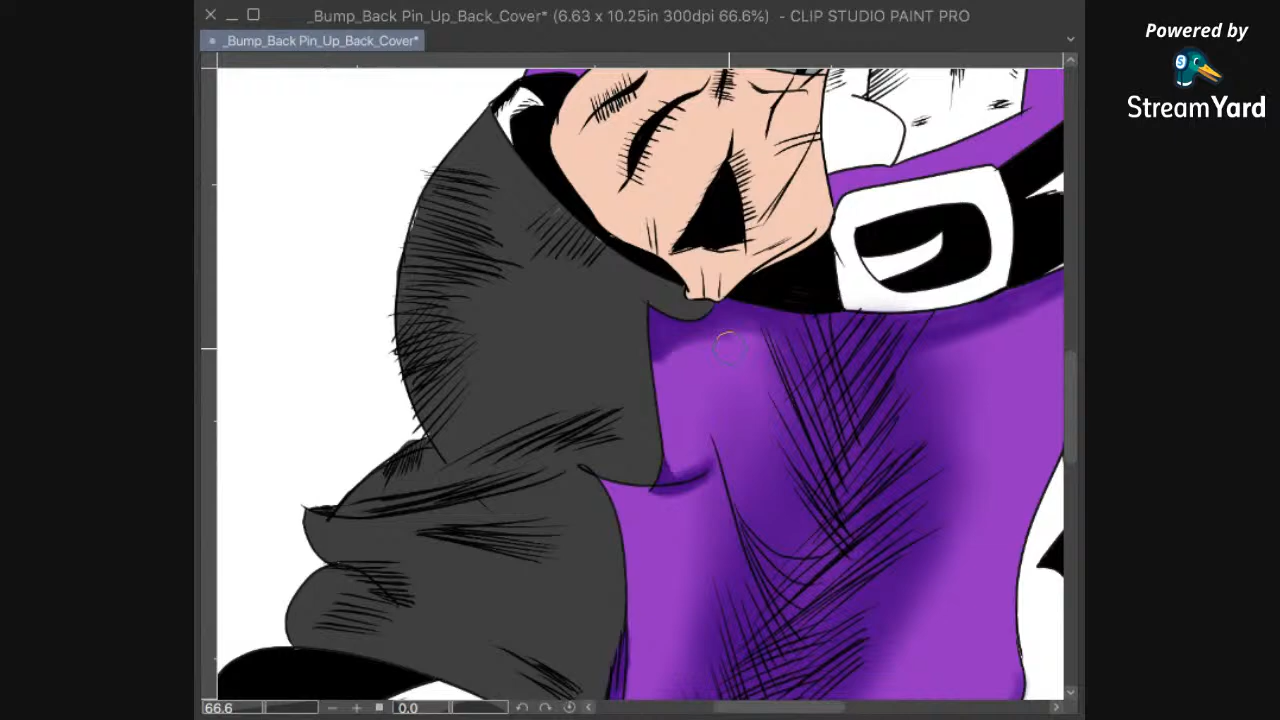 _Bump_Back Pin_Up_Back_Cover* (6.63 x 10.25in 300dpi 66.6%) - CLIP STUDIO PAINT PRO
_Bump_Back Pin_Up_Back_Cover*
Powered by
StreamYard
66.6
0.0